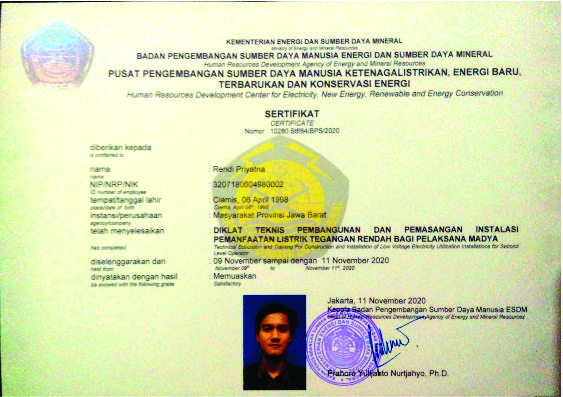 KEMENTERIAN ENERGI DAN SUMBER DAYA MINERAL
Ministry of Energy and Mineral Resources
BADAN PENGEMBANGAN SUMBER DAYA MANUSIA ENERGI DAN SUMBER DAYA MINERAL
Human Resources Development Agency of Energy and Mineral Resources
PUSAT PENGEMBANGAN SUMBER DAYA MANUSIA KETENAGALISTRIKAN, ENERGI BARU,
TERBARUKAN DAN KONSERVASI ENERGI
Human Resources Development Center for Electricity, New Energy, Renewable and Energy Conservation
SERTIFIKAT
CERTIFICATE
Nomor : 10280.Stf/64/BPS/2020
diberikan kepada
is conferred to
nama : Rendi Priyatna
name
NIP/NRP/NIK : 3207180604980002
ID number of employee
tempat/tanggal lahir : Ciamis, 06 April 1998
place/date of birth Ciamis, April 06th, 1998
instansi/perusahaan : Masyarakat Provinsi Jawa Barat
agency/company
telah menyelesaikan : DIKLAT TEKNIS PEMBANGUNAN DAN PEMASANGAN INSTALASI
PEMANFAATAN LISTRIK TEGANGAN RENDAH BAGI PELAKSANA MADYA
has completed Technical Education and Training For Construction and Installation of Low Voltage Electricity Utilization Installations for Second
Level Operator
diselenggarakan dari : 09 November sampai dengan 11 November 2020
held from November 09th to November 11th, 2020
dinyatakan dengan hasil : Memuaskan
be avowed with the following grade Satisfactory
Jakarta, 11 November 2020
Kepala Badan Pengembangan Sumber Daya Manusia ESDM
Head of Human Resources Development Agency of Energy and Mineral Resources
Prahoro Yulijanto Nurtjahyo, Ph.D.